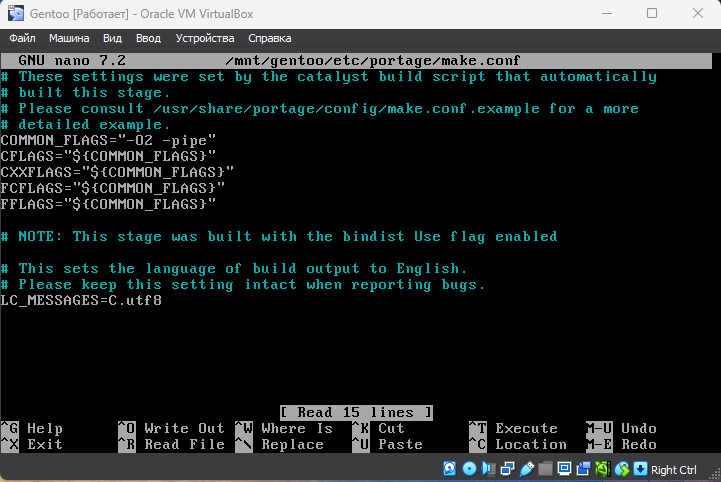 Gentoo [Работает] - Oracle VM VirtualBox
Файл Машина Вид Ввод Устройства Справка
GNU nano 7.2 /mnt/gentoo/etc/portage/make.conf
# These settings were set by the catalyst build script that automatically
# built this stage.
# Please consult /usr/share/portage/config/make.conf.example for a more
# detailed example.
COMMON_FLAGS="-O2 -pipe"
CFLAGS="${COMMON_FLAGS}"
CXXFLAGS="${COMMON_FLAGS}"
FCFLAGS="${COMMON_FLAGS}"
FFLAGS="${COMMON_FLAGS}"
# NOTE: This stage was built with the bindist Use flag enabled
# This sets the language of build output to English.
# Please keep this setting intact when reporting bugs.
LC_MESSAGES=C.utf8
[ Read 15 lines ]
^G Help ^O Write Out ^W Where Is ^K Cut ^T Execute M-U Undo
^X Exit ^R Read File ^\ Replace ^U Paste ^C Location M-E Redo
Right Ctrl